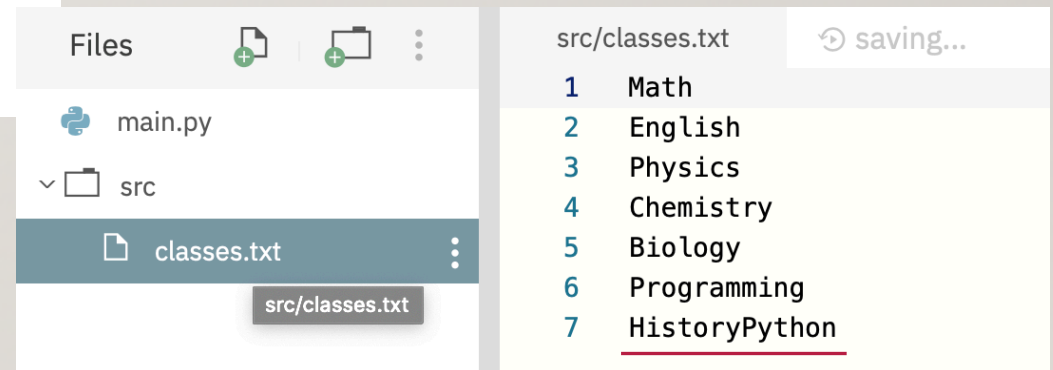 Files
main.py
src
classes.txt
src/classes.txt
src/classes.txt saving...
1 Math
2 English
3 Physics
4 Chemistry
5 Biology
6 Programming
7 HistoryPython